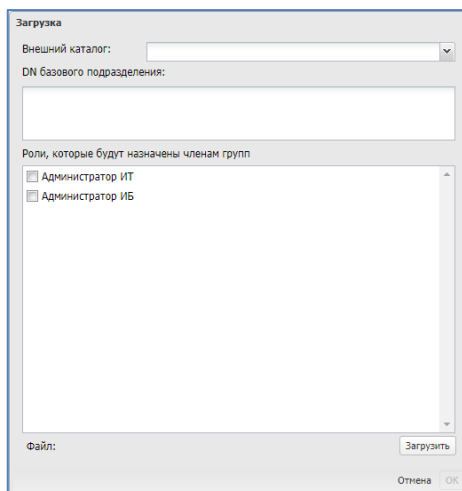 Загрузка
Внешний каталог:
DN базового подразделения:
Роли, которые будут назначены членам групп
Администратор ИТ
Администратор ИБ
Файл: Загрузить
Отмена OK